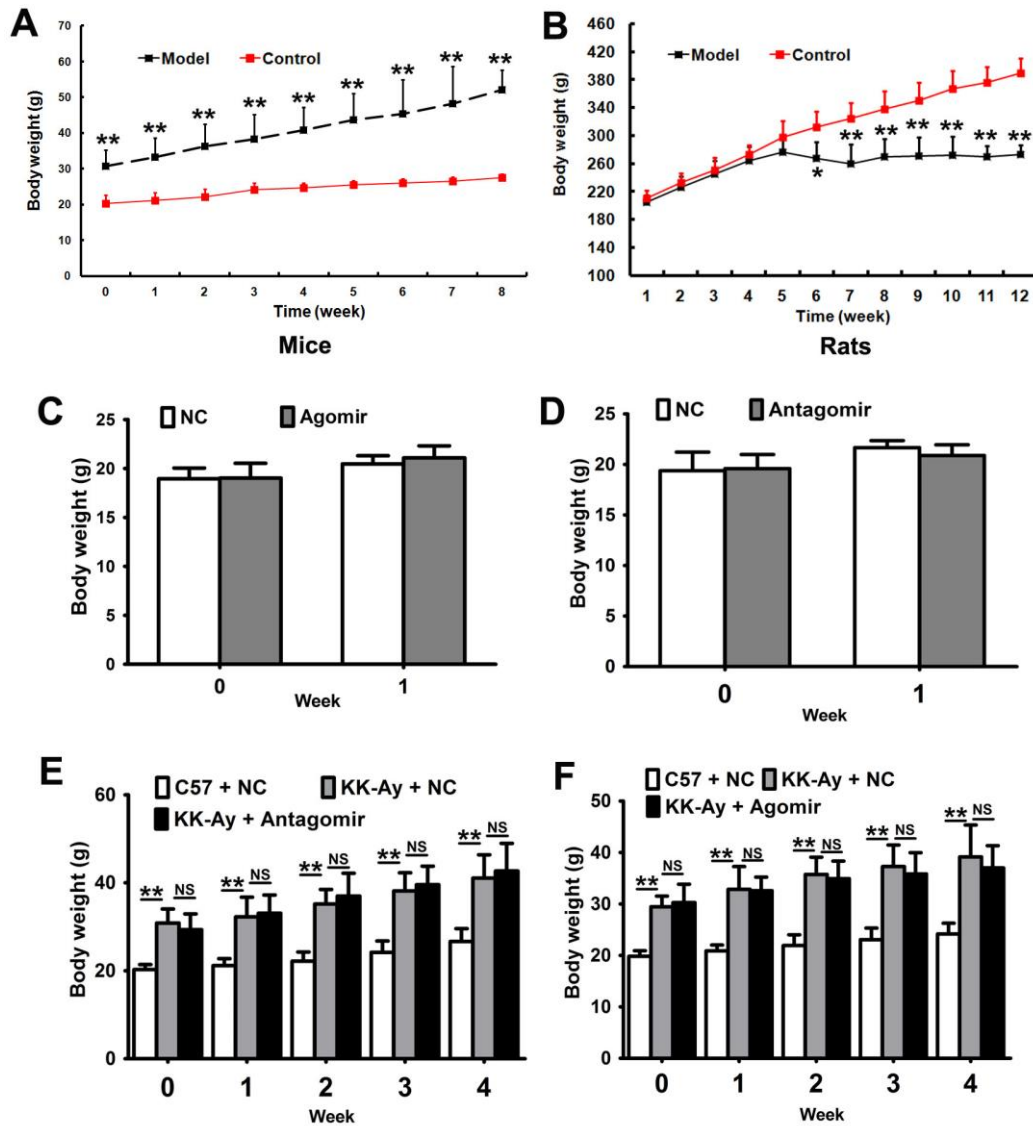 A
Model
Control
Body weight (g)
70
60
50
40
30
20
10
0
** ** ** ** ** ** ** ** **
0 1 2 3 4 5 6 7 8
Time (week)
Mice
B
Model
Control
Body weight (g)
460
420
380
340
300
260
220
180
140
100
* ** ** ** ** ** **
1 2 3 4 5 6 7 8 9 10 11 12
Time (week)
Rats
C
NC
Agomir
Body weight (g)
25
20
15
10
5
0
0 1
Week
D
NC
Antagomir
Body weight (g)
25
20
15
10
5
0
0 1
Week
E
C57 + NC
KK-Ay + NC
KK-Ay + Antagomir
Body weight (g)
60
40
20
0
** NS ** NS ** NS ** NS ** NS
0 1 2 3 4
Week
F
C57 + NC
KK-Ay + NC
KK-Ay + Agomir
Body weight (g)
50
40
30
20
10
0
** NS ** NS ** NS ** NS ** NS
0 1 2 3 4
Week